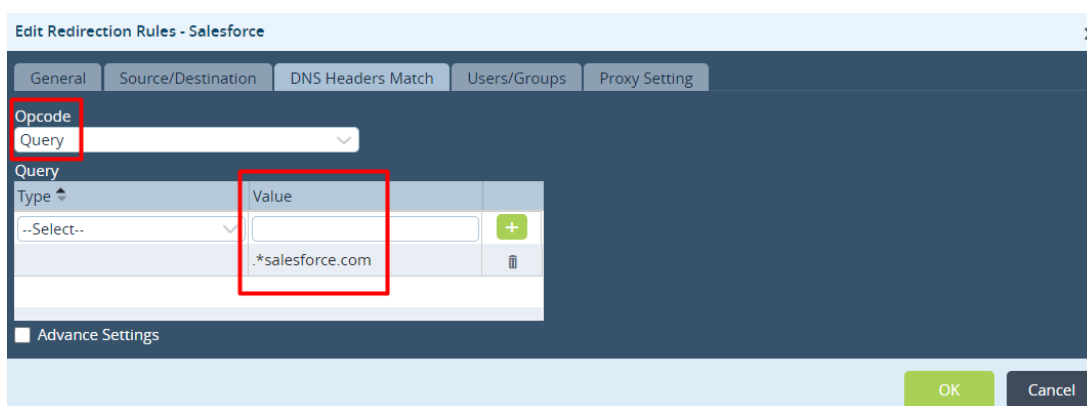 Edit Redirection Rules - Salesforce
General Source/Destination DNS Headers Match Users/Groups Proxy Setting
Opcode
Query
Query
Type Value
--Select-- +
.*salesforce.com
Advance Settings
OK Cancel